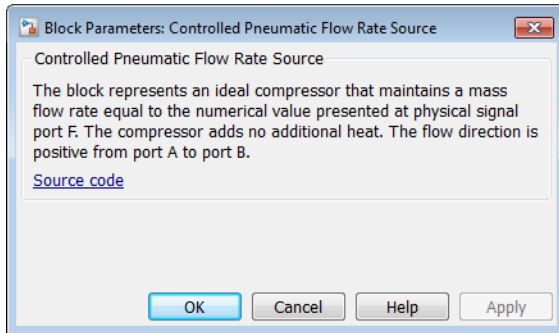 Block Parameters: Controlled Pneumatic Flow Rate Source
Controlled Pneumatic Flow Rate Source
The block represents an ideal compressor that maintains a mass
flow rate equal to the numerical value presented at physical signal
port F. The compressor adds no additional heat. The flow direction is
positive from port A to port B.
Source code
OK Cancel Help Apply